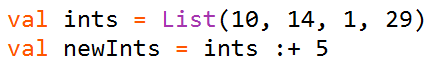 val ints = List(10, 14, 1, 29)
val newInts = ints :+ 5